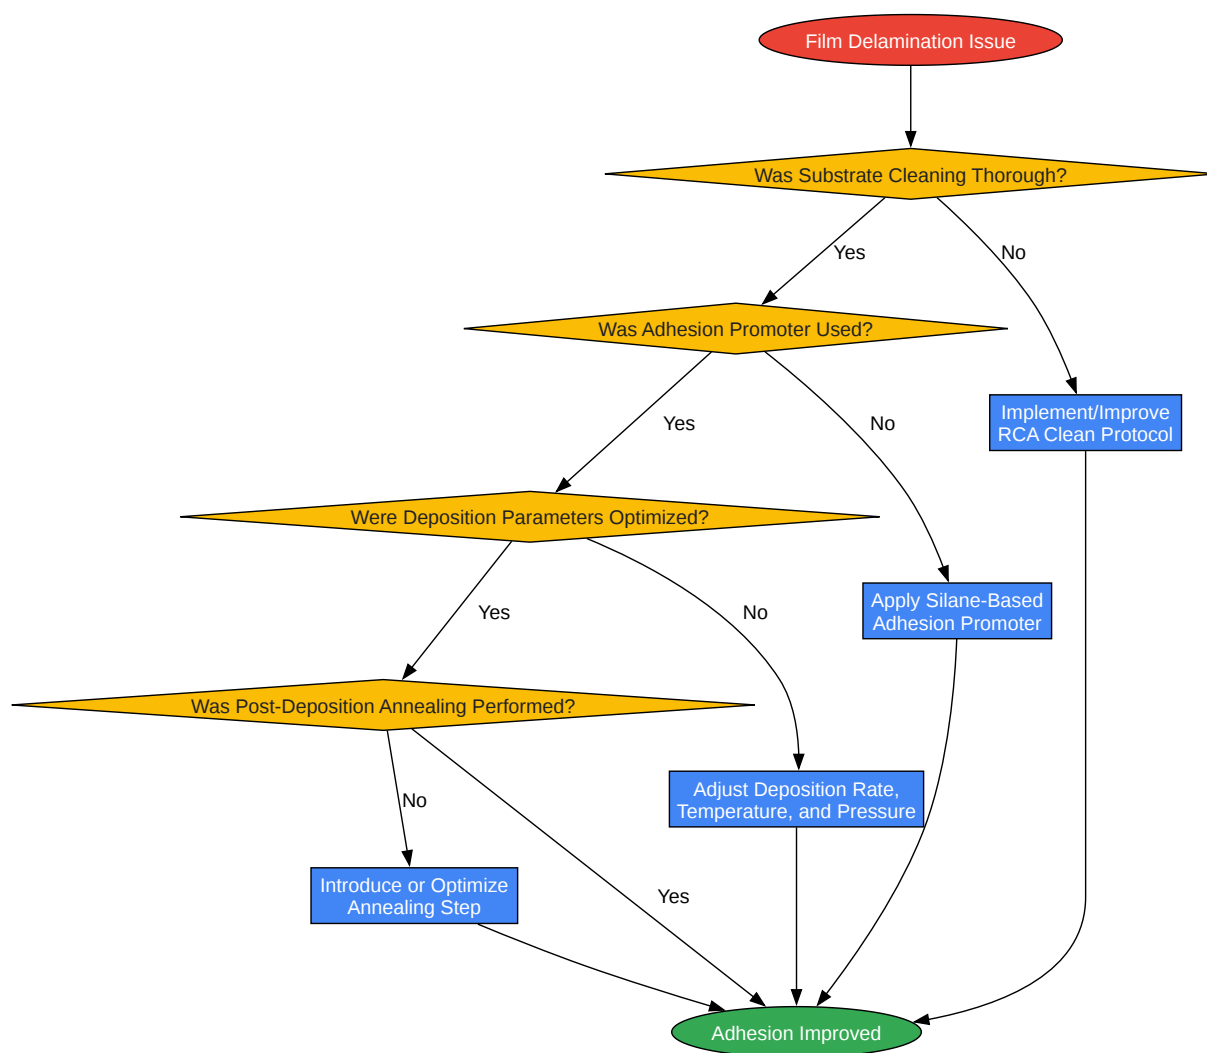 Film Delamination Issue
Was Substrate Cleaning Thorough?
Yes
No
Was Adhesion Promoter Used?
Implement/Improve
RCA Clean Protocol
Yes
No
Were Deposition Parameters Optimized?
Apply Silane-Based
Adhesion Promoter
Yes
No
Was Post-Deposition Annealing Performed?
Adjust Deposition Rate,
Temperature, and Pressure
No
Yes
Introduce or Optimize
Annealing Step
Adhesion Improved